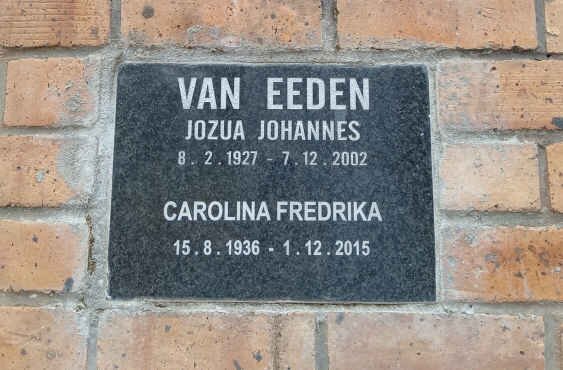 VAN EEDEN
JOZUA JOHANNES
8 . 2 . 1927 - 7 . 12 . 2002
CAROLINA FREDRIKA
15 . 8 . 1936 - 1 . 12 . 2015